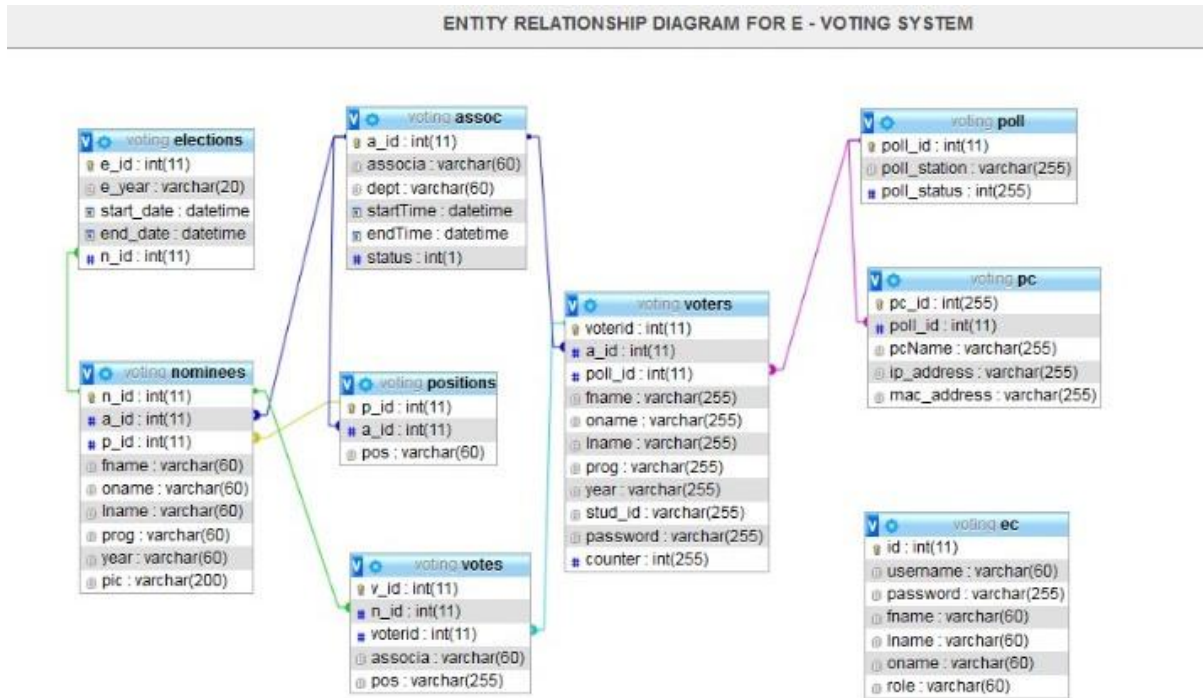 ENTITY RELATIONSHIP DIAGRAM FOR E - VOTING SYSTEM
voting elections
e_id : int(11)
e_year : varchar(20)
start_date : datetime
end_date : datetime
n_id : int(11)
voting assoc
a_id : int(11)
associa : varchar(60)
dept : varchar(60)
startTime : datetime
endTime : datetime
status : int(1)
voting poll
poll_id : int(11)
poll_station : varchar(255)
poll_status : int(255)
voting pc
pc_id : int(255)
poll_id : int(11)
pcName : varchar(255)
ip_address : varchar(255)
mac_address : varchar(255)
voting voters
voterid : int(11)
a_id : int(11)
poll_id : int(11)
fname : varchar(255)
oname : varchar(255)
lname : varchar(255)
prog : varchar(255)
year : varchar(255)
stud_id : varchar(255)
password : varchar(255)
counter : int(255)
voting nominees
n_id : int(11)
a_id : int(11)
p_id : int(11)
fname : varchar(60)
oname : varchar(60)
lname : varchar(60)
prog : varchar(60)
year : varchar(60)
pic : varchar(200)
voting positions
p_id : int(11)
a_id : int(11)
pos : varchar(60)
voting votes
v_id : int(11)
n_id : int(11)
voterid : int(11)
associa : varchar(60)
pos : varchar(255)
voting ec
id : int(11)
username : varchar(60)
password : varchar(255)
fname : varchar(60)
lname : varchar(60)
oname : varchar(60)
role : varchar(60)